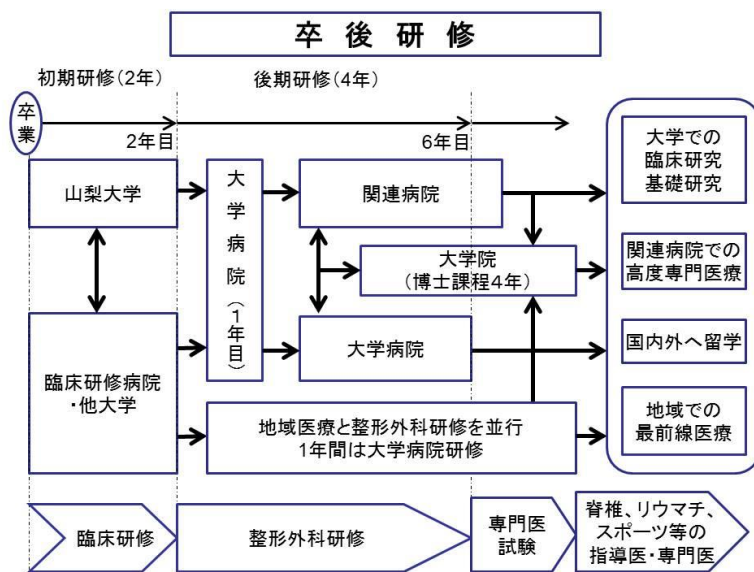 卒後研修
初期研修(2年)
後期研修(4年)
卒業
2年目
6年目
山梨大学
大学病院(1年目)
関連病院
大学での
臨床研究
基礎研究
大学院
(博士課程4年)
関連病院での
高度専門医療
臨床研修病院
・他大学
大学病院
国内外へ留学
地域医療と整形外科研修を並行
1年間は大学病院研修
地域での
最前線医療
臨床研修
整形外科研修
専門医
試験
脊椎、リウマチ、
スポーツ等の
指導医・専門医